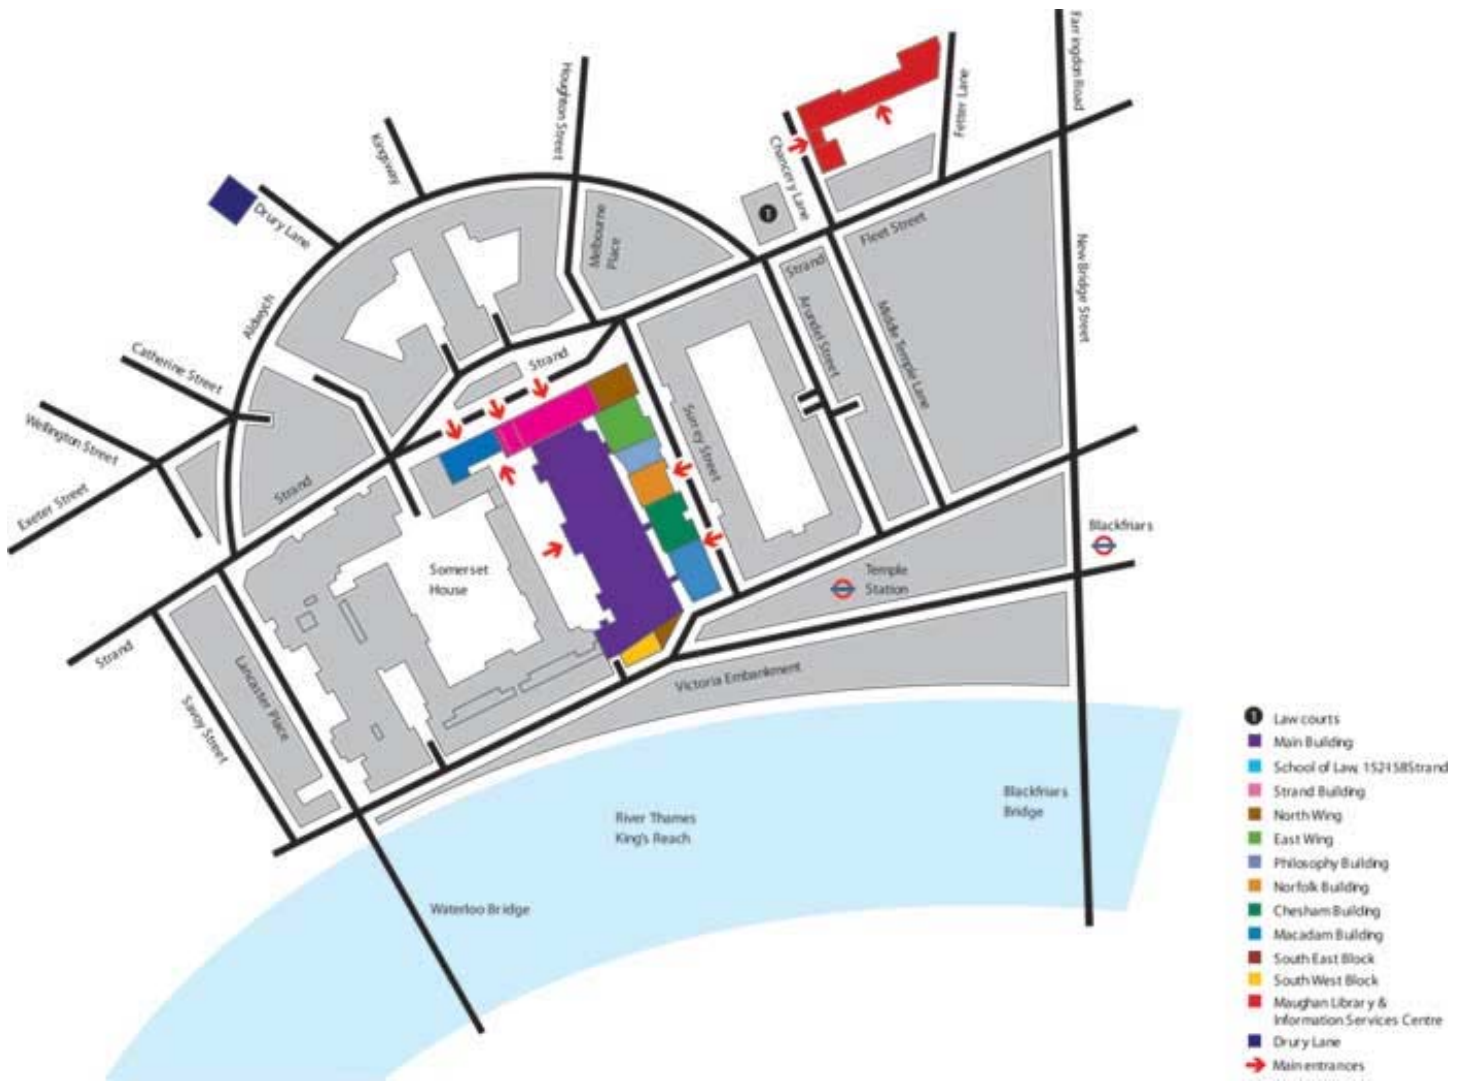 Farringdon Road
Houghton Street
Fetter Lane
Kingsway
Chancery Lane
Drury Lane
1
Melbourne
Place
Fleet Street
New Bridge Street
Strand
Aldwych
Arundel Street
Middle Temple Lane
Catherine Street
Strand
Wellington Street
Surrey Street
Exeter Street
Strand
Blackfriars
Somerset
House
Temple
Station
Strand
Lancaster Place
Savoy Street
Victoria Embankment
River Thames
King's Reach
Blackfriars
Bridge
Waterloo Bridge
1 Law courts
Main Building
School of Law, 152-158Strand
Strand Building
North Wing
East Wing
Philosophy Building
Norfolk Building
Chesham Building
Macadam Building
South East Block
South West Block
Maughan Library &
Information Services Centre
Drury Lane
Main entrances